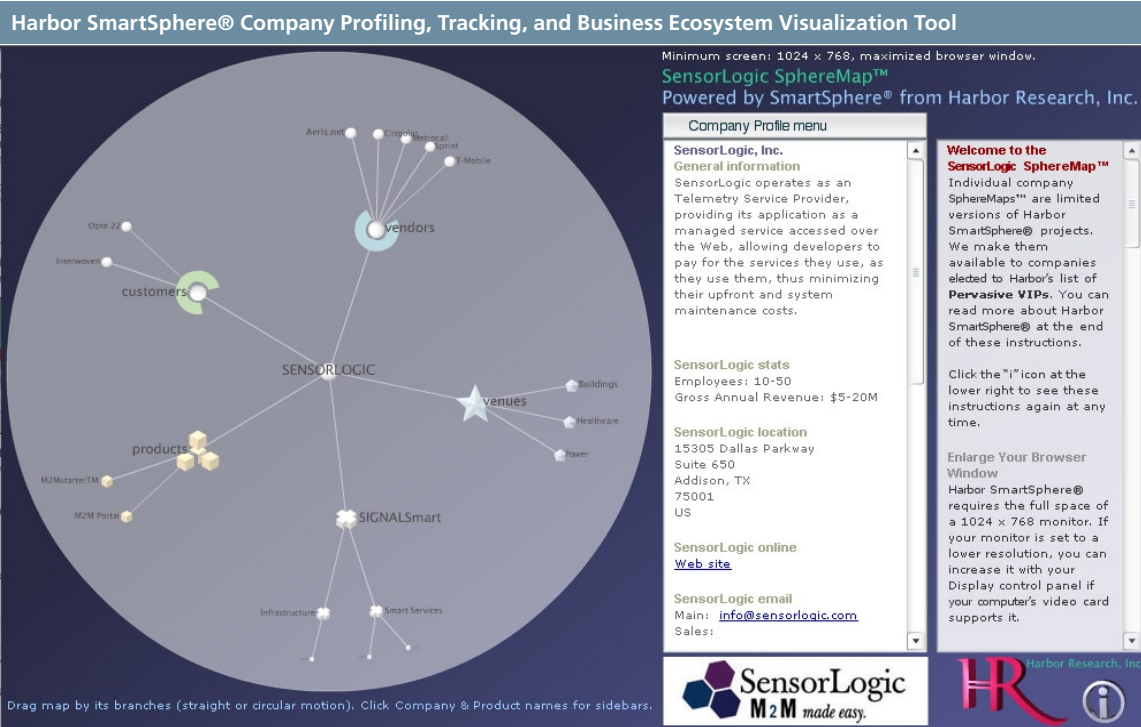 Harbor SmartSphere® Company Profiling, Tracking, and Business Ecosystem Visualization Tool
Minimum screen: 1024 x 768, maximized browser window.
SensorLogic SphereMap™
Powered by SmartSphere® from Harbor Research, Inc.
Aeris.net
Cingular
Metrocall
Sprint
T-Mobile
vendors
Opto 22
Interwoven
customers
SENSORLOGIC
Buildings
venues
Healthcare
Power
products
M2MstarterTM
M2M Portal
SIGNALSmart
Infrastructure
Smart Services
Drag map by its branches (straight or circular motion). Click Company & Product names for sidebars.
Company Profile menu
SensorLogic, Inc.
General information
SensorLogic operates as an
Telemetry Service Provider,
providing its application as a
managed service accessed over
the Web, allowing developers to
pay for the services they use, as
they use them, thus minimizing
their upfront and system
maintenance costs.
SensorLogic stats
Employees: 10-50
Gross Annual Revenue: $5-20M
SensorLogic location
15305 Dallas Parkway
Suite 650
Addison, TX
75001
US
SensorLogic online
Web site
SensorLogic email
Main: info@sensorlogic.com
Sales:
Welcome to the
SensorLogic SphereMap™
Individual company
SphereMaps™ are limited
versions of Harbor
SmartSphere® projects.
We make them
available to companies
elected to Harbor's list of
Pervasive VIPs. You can
read more about Harbor
SmartSphere® at the end
of these instructions.
Click the "i" icon at the
lower right to see these
instructions again at any
time.
Enlarge Your Browser
Window
Harbor SmartSphere®
requires the full space of
a 1024 x 768 monitor. If
your monitor is set to a
lower resolution, you can
increase it with your
Display control panel if
your computer's video card
supports it.
SensorLogic
M2M made easy.
HR
Harbor Research, Inc
i